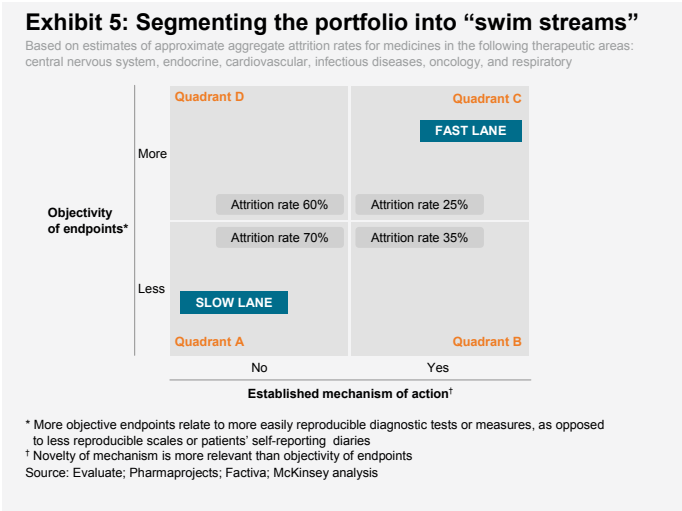 Exhibit 5: Segmenting the portfolio into “swim streams”
Based on estimates of approximate aggregate attrition rates for medicines in the following therapeutic areas:
central nervous system, endocrine, cardiovascular, infectious diseases, oncology, and respiratory
Quadrant D
Quadrant C
FAST LANE
More
Attrition rate 60%
Attrition rate 25%
Objectivity
of endpoints*
Attrition rate 70%
Attrition rate 35%
Less
SLOW LANE
Quadrant A
Quadrant B
No
Yes
Established mechanism of action†
* More objective endpoints relate to more easily reproducible diagnostic tests or measures, as opposed
to less reproducible scales or patients’ self-reporting diaries
† Novelty of mechanism is more relevant than objectivity of endpoints
Source: Evaluate; Pharmaprojects; Factiva; McKinsey analysis